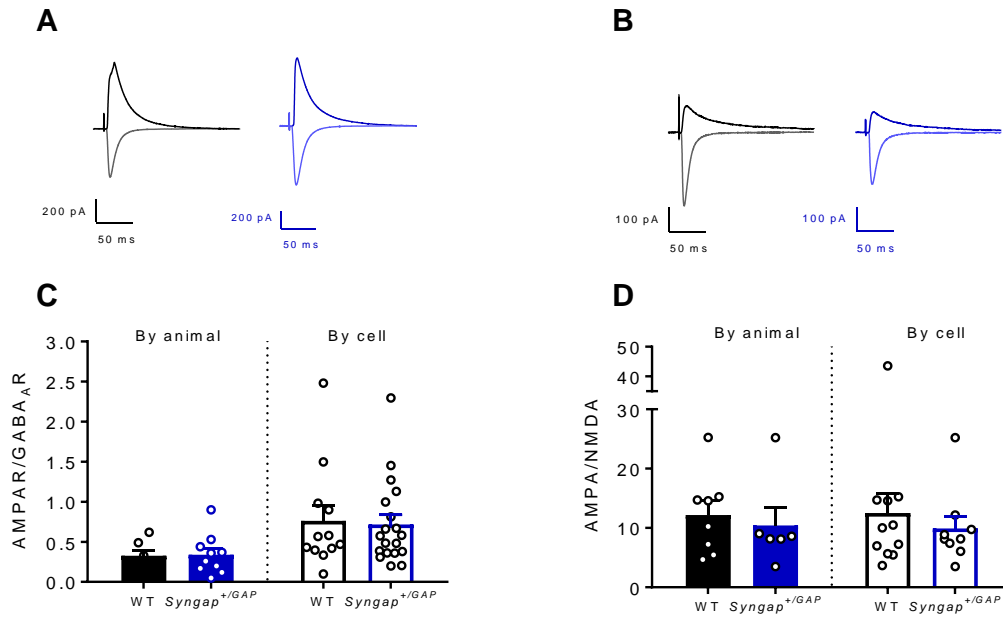 A
B
200 pA
50 ms
200 pA
50 ms
100 pA
50 ms
100 pA
50 ms
C
By animal
By cell
AMPAR/GABA_AR
3.0
2.5
2.0
1.5
1.0
0.5
0.0
WT Syngap^+/GAP
WT Syngap^+/GAP
D
By animal
By cell
AMPA/NMDA
50
40
30
20
10
0
WT Syngap^+/GAP
WT Syngap^+/GAP